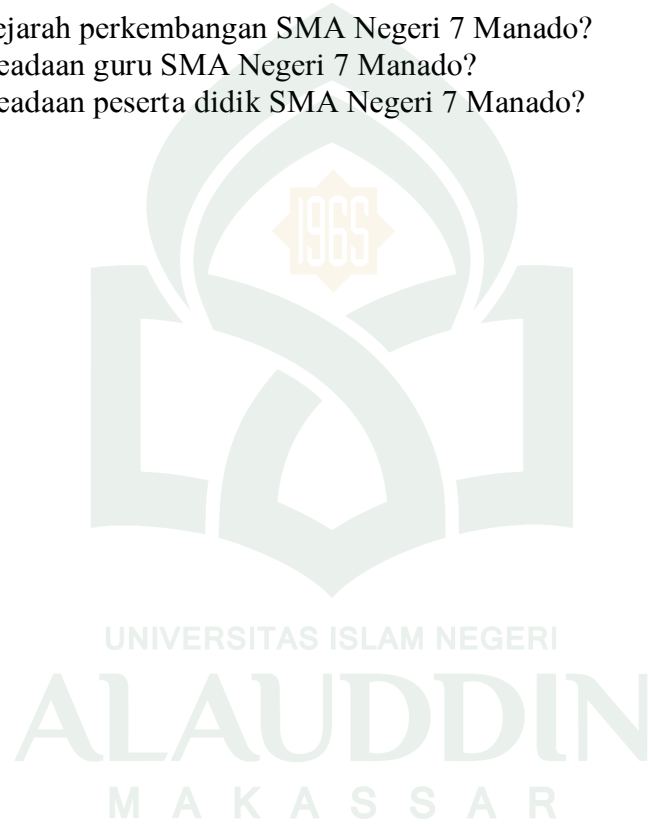 ejarah perkembangan SMA Negeri 7 Manado?
eadaan guru SMA Negeri 7 Manado?
eadaan peserta didik SMA Negeri 7 Manado?
1965
UNIVERSITAS ISLAM NEGERI
ALAUDDIN
MAKASSAR